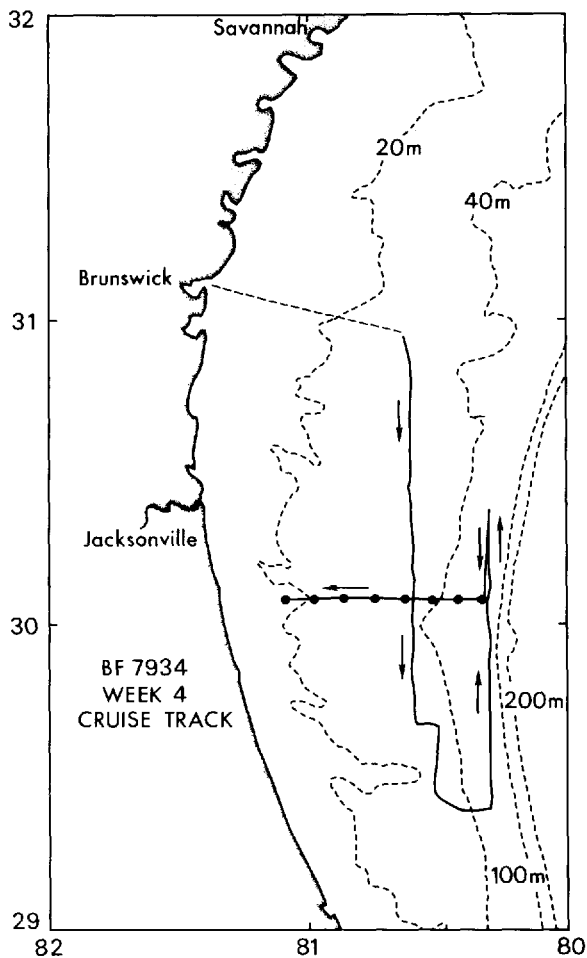 32
Savannah
20m
40m
Brunswick
31
Jacksonville
30
BF 7934
WEEK 4
CRUISE TRACK
200m
100m
29
82
81
80